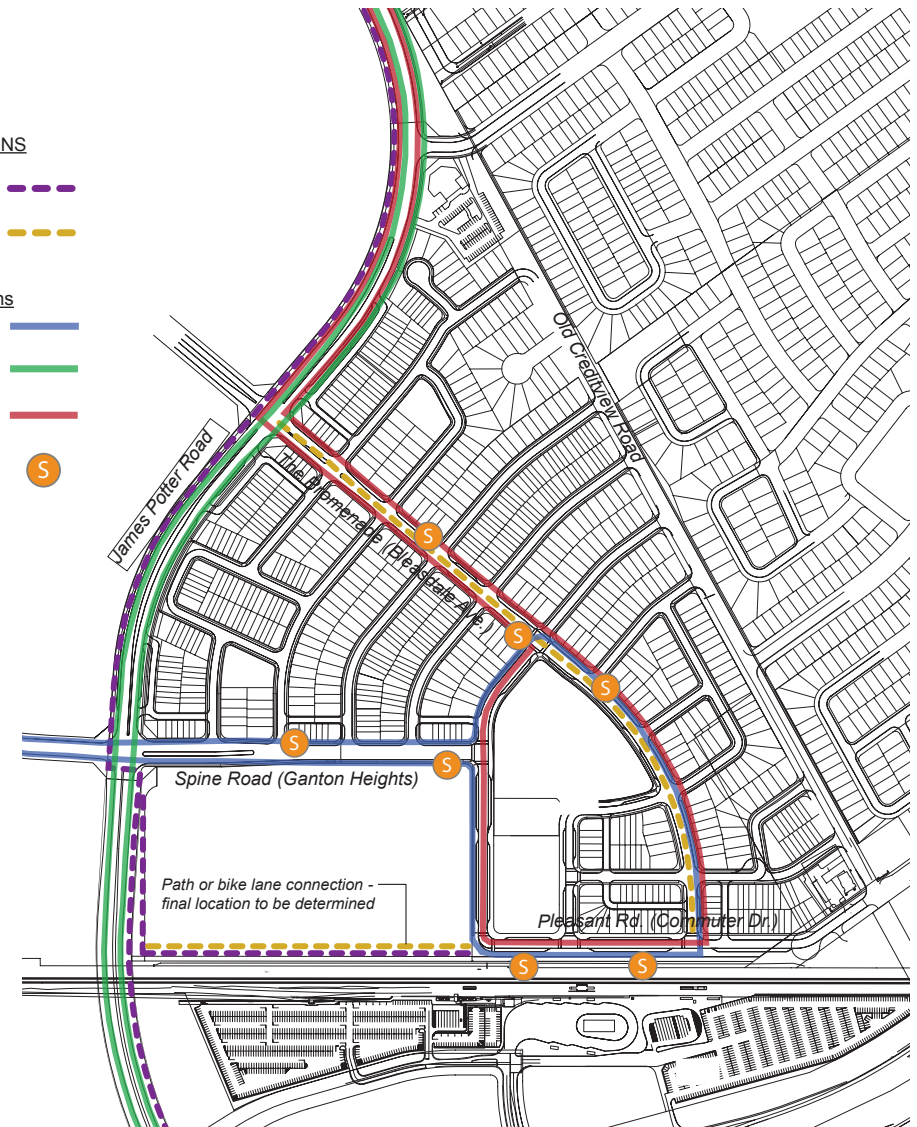 NS
ns
S
Old Creditview Road
James Potter Road
The Promenade (Bleasdale Ave.)
S
S
S
S
S
Spine Road (Ganton Heights)
Path or bike lane connection -
final location to be determined
Pleasant Rd. (Commuter Dr.)
S
S